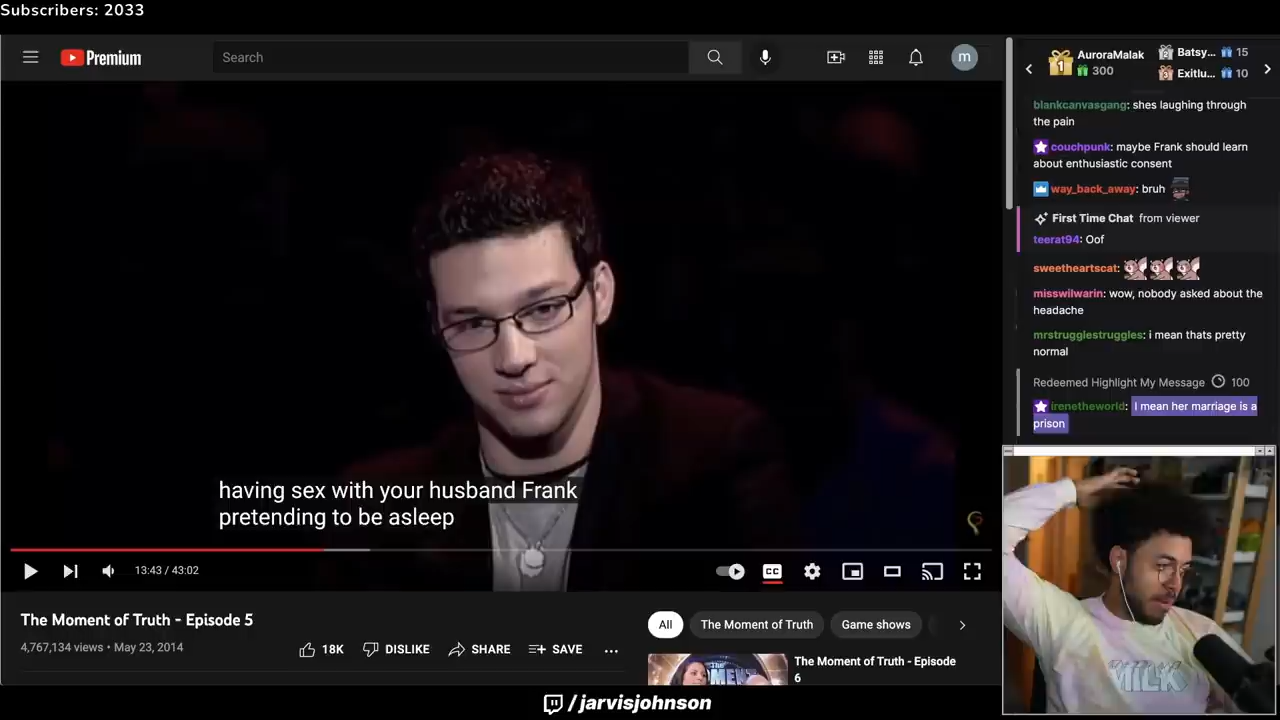 Subscribers: 2033
Premium
Search
m
having sex with your husband Frank
pretending to be asleep
13:43 / 43:02
CC
The Moment of Truth - Episode 5
4,767,134 views • May 23, 2014
18K
DISLIKE
SHARE
SAVE
All
The Moment of Truth
Game shows
The Moment of Truth - Episode
6
1
AuroraMalak
300
2
Batsy... 15
3
Exitlu... 10
blankcanvasgang: shes laughing through
the pain
couchpunk: maybe Frank should learn
about enthusiastic consent
way_back_away: bruh
First Time Chat from viewer
teerat94: Oof
sweetheartscat:
misswilwarin: wow, nobody asked about the
headache
mrstrugglestruggles: i mean thats pretty
normal
Redeemed Highlight My Message 100
irenetheworld: I mean her marriage is a
prison
MILK
/jarvisjohnson